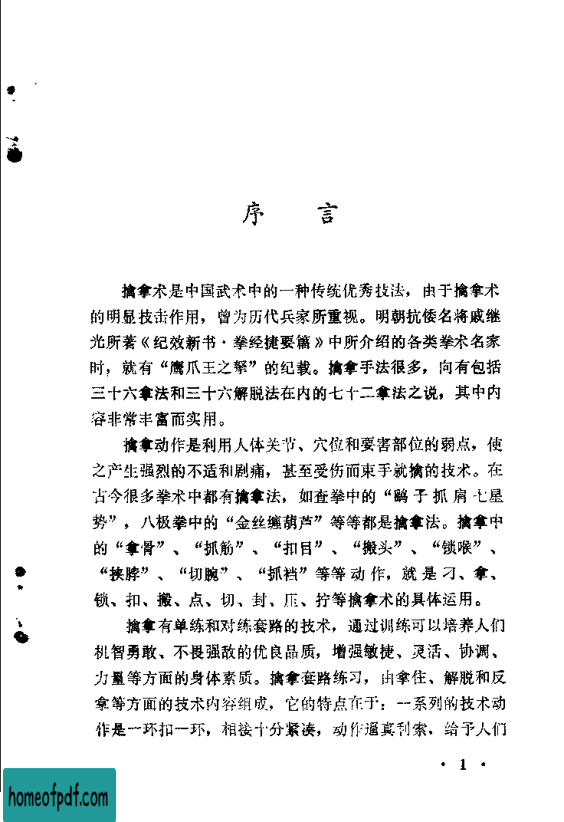 序 言
擒拿术是中国武术中的一种传统优秀技法，由于擒拿术
的明显技击作用，曾为历代兵家所重视。明朝抗倭名将戚继
光所著《纪效新书·拳经捷要篇》中所介绍的各类拳术名家
时，就有“鹰爪王之拏”的纪载。擒拿手法很多，向有包括
三十六拿法和三十六解脱法在内的七十二拿法之说，其中内
容非常丰富而实用。
擒拿动作是利用人体关节、穴位和要害部位的弱点，使
之产生强烈的不适和剧痛，甚至受伤而束手就擒的技术。在
古今很多拳术中都有擒拿法，如查拳中的“鹞子抓肩七星
势”，八极拳中的“金丝缠葫芦”等等都是擒拿法。擒拿中
的“拿骨”、“抓筋”、“扣目”、“搬头”、“锁喉”、
“挟脖”、“切腕”、“抓裆”等等动作，就是刁、拿、
锁、扣、搬、点、切、封、压、拧等擒拿术的具体运用。
擒拿有单练和对练套路的技术，通过训练可以培养人们
机智勇敢、不畏强敌的优良品质，增强敏捷、灵活、协调、
力量等方面的身体素质。擒拿套路练习，由拿住、解脱和反
拿等方面的技术内容组成，它的特点在于：一系列的技术动
作是一环扣一环，相接十分紧凑，动作逼真利索，给予人们
· 1 ·
homeofpdf.com